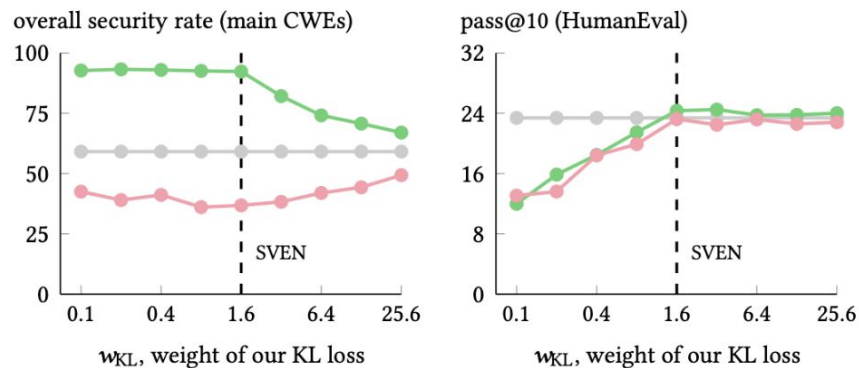 overall security rate (main CWEs)
100
75
50
25
0
SVEN
0.1 0.4 1.6 6.4 25.6
wKL, weight of our KL loss
pass@10 (HumanEval)
32
24
16
8
0
SVEN
0.1 0.4 1.6 6.4 25.6
wKL, weight of our KL loss